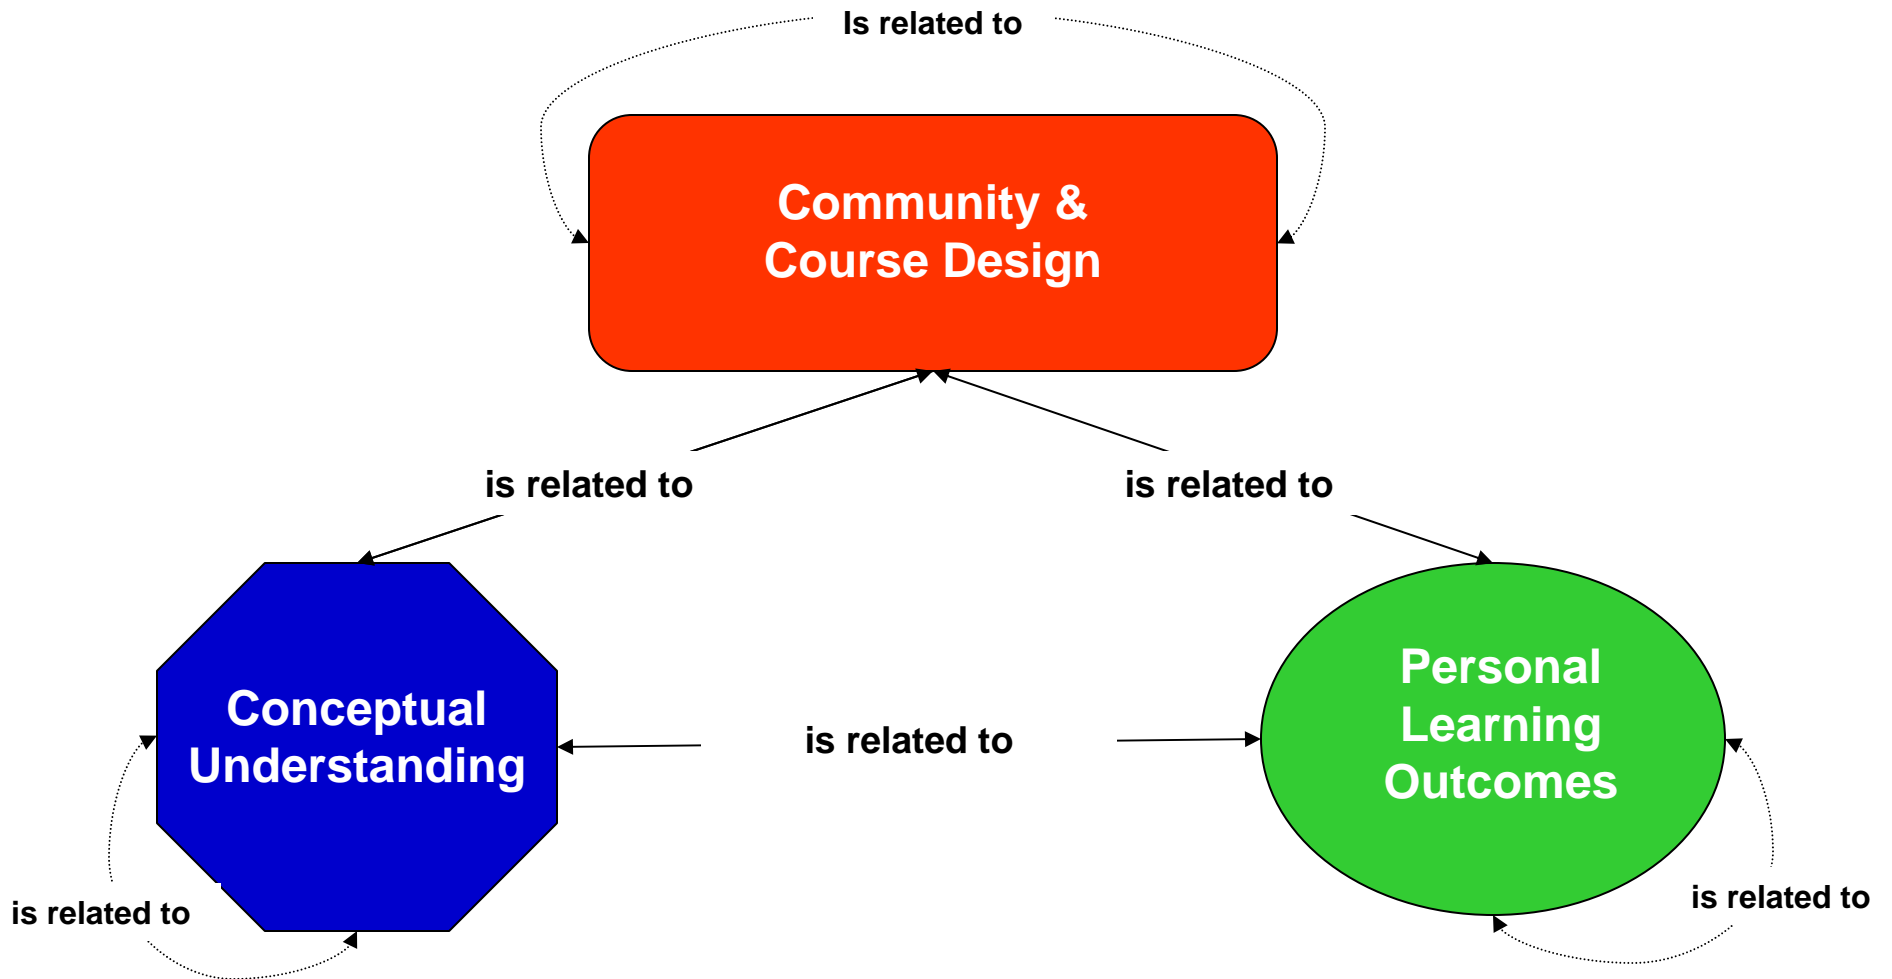 Is related to
Community &
Course Design
is related to
is related to
Conceptual
Understanding
is related to
Personal
Learning
Outcomes
is related to
is related to